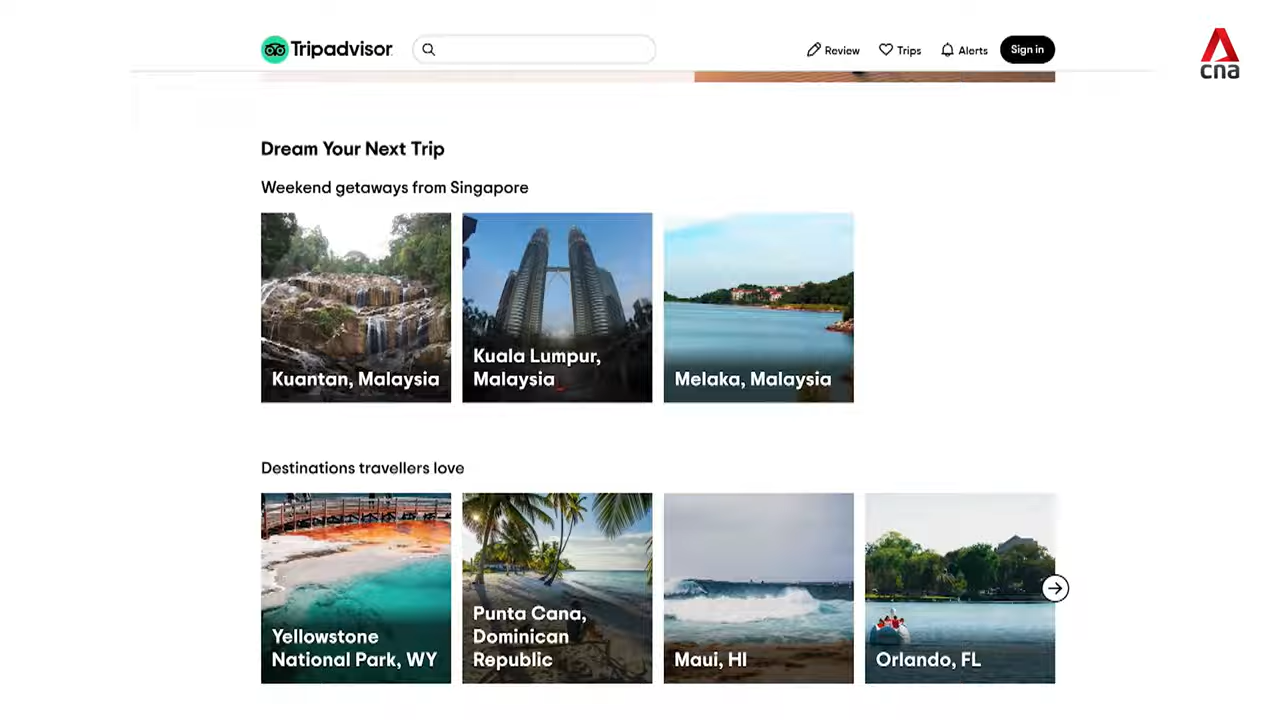 Tripadvisor
Review
Trips
Alerts
Sign in
cna
Dream Your Next Trip
Weekend getaways from Singapore
Kuantan, Malaysia
Kuala Lumpur,
Malaysia
Melaka, Malaysia
Destinations travellers love
Yellowstone
National Park, WY
Punta Cana,
Dominican
Republic
Maui, HI
Orlando, FL